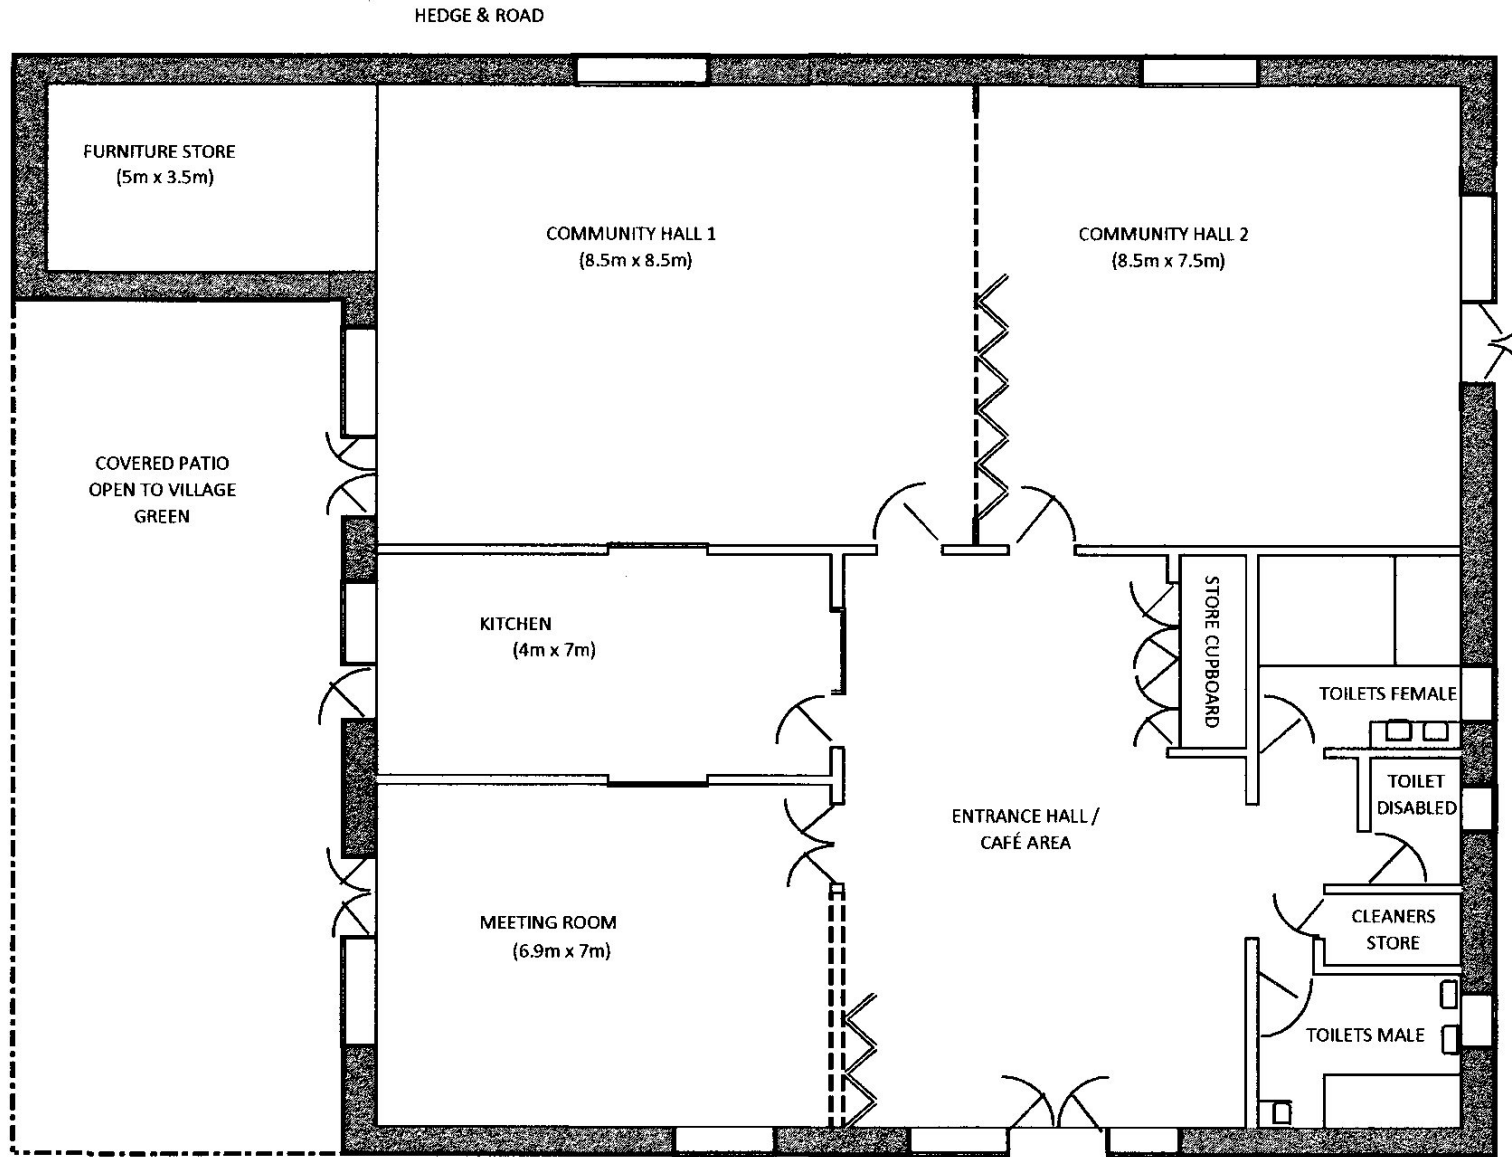 HEDGE & ROAD
FURNITURE STORE
(5m x 3.5m)
COMMUNITY HALL 1
(8.5m x 8.5m)
COMMUNITY HALL 2
(8.5m x 7.5m)
COVERED PATIO
OPEN TO VILLAGE
GREEN
KITCHEN
(4m x 7m)
STORE CUPBOARD
TOILETS FEMALE
TOILET
DISABLED
ENTRANCE HALL /
CAFÉ AREA
MEETING ROOM
(6.9m x 7m)
CLEANERS
STORE
TOILETS MALE